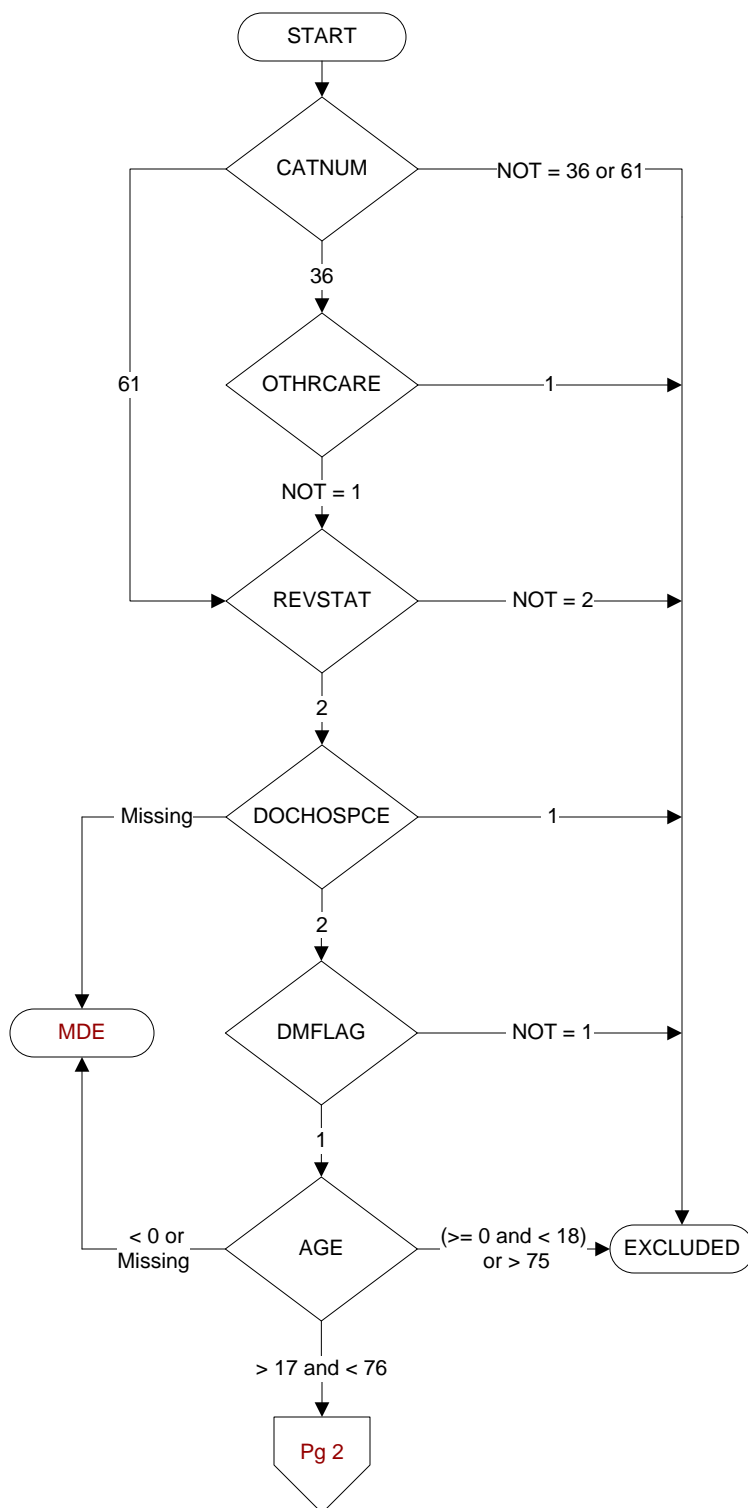 START
CATNUM
NOT = 36 or 61
36
61
OTHRCARE
1
NOT = 1
REVSTAT
NOT = 2
2
Missing
DOCHOSPCE
1
2
MDE
DMFLAG
NOT = 1
1
< 0 or
Missing
AGE
(>= 0 and < 18)
or > 75
EXCLUDED
> 17 and < 76
Pg 2